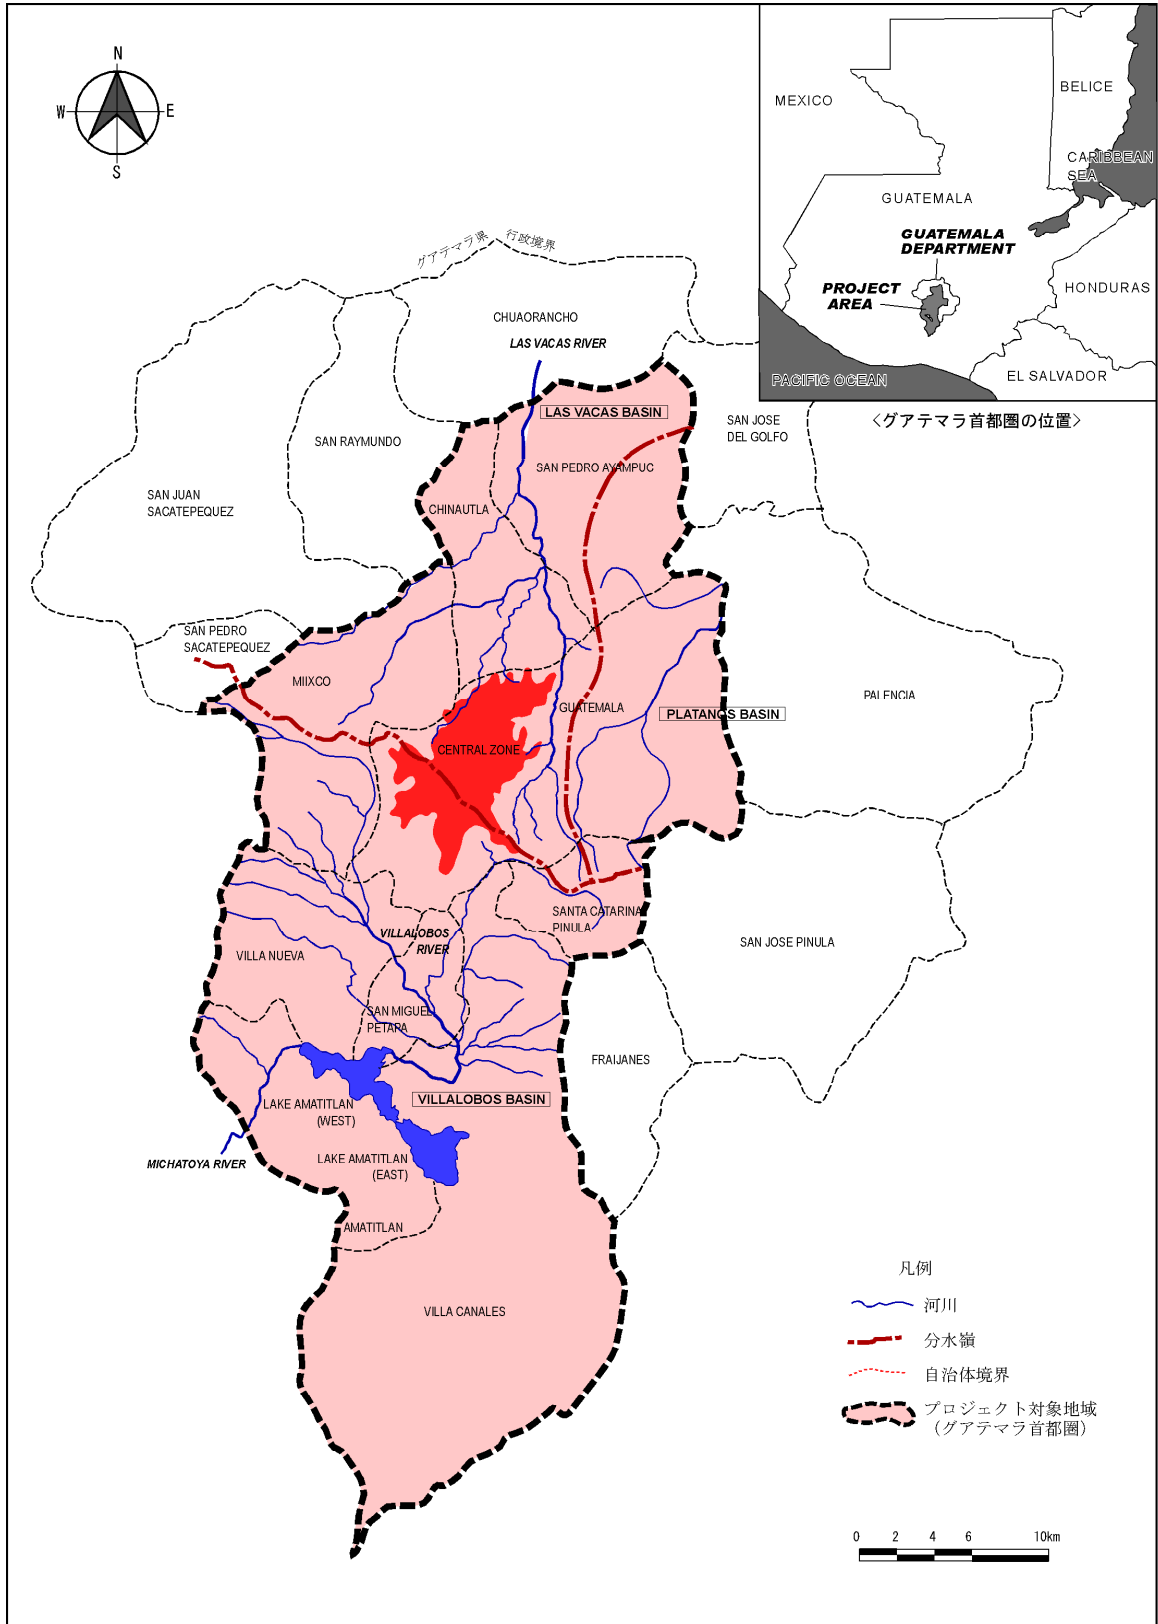 N
W
E
S
MEXICO
BELICE
CARIBBEAN
SEA
GUATEMALA
GUATEMALA
DEPARTMENT
PROJECT
AREA
HONDURAS
EL SALVADOR
PACIFIC OCEAN
<グアテマラ首都圏の位置>
グアテマラ県 行政境界
CHUAORANCHO
LAS VACAS RIVER
LAS VACAS BASIN
SAN JOSE
DEL GOLFO
SAN RAYMUNDO
SAN PEDRO AYAMPUC
SAN JUAN
SACATEPEQUEZ
CHINAUTLA
SAN PEDRO
SACATEPEQUEZ
MIIXCO
PALENCIA
GUATEMALA
PLATANOS BASIN
CENTRAL ZONE
SANTA CATARINA
PINULA
VILLALOBOS
RIVER
SAN JOSE PINULA
VILLA NUEVA
SAN MIGUEL
PETAPA
FRAIJANES
VILLALOBOS BASIN
LAKE AMATITLAN
(WEST)
MICHATOYA RIVER
LAKE AMATITLAN
(EAST)
AMATITLAN
VILLA CANALES
凡例
河川
分水嶺
自治体境界
プロジェクト対象地域
(グアテマラ首都圏)
0 2 4 6 10km